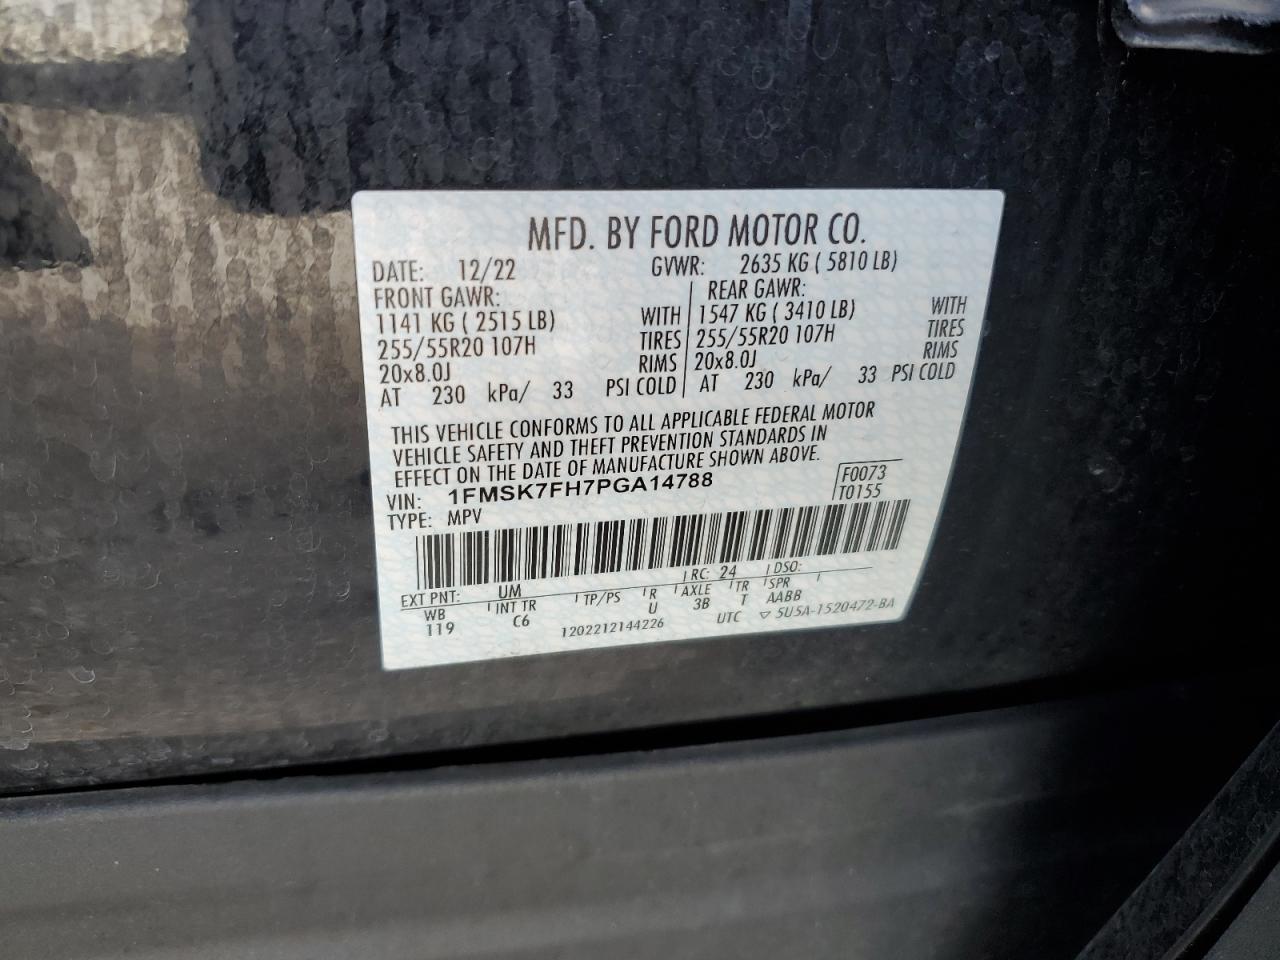 MFD. BY FORD MOTOR CO.
DATE: 12/22 GVWR: 2635 KG ( 5810 LB)
FRONT GAWR: REAR GAWR:
1141 KG ( 2515 LB) WITH 1547 KG ( 3410 LB) WITH
255/55R20 107H TIRES 255/55R20 107H TIRES
20x8.0J RIMS 20x8.0J RIMS
AT 230 kPa/ 33 PSI COLD AT 230 kPa/ 33 PSI COLD
THIS VEHICLE CONFORMS TO ALL APPLICABLE FEDERAL MOTOR
VEHICLE SAFETY AND THEFT PREVENTION STANDARDS IN
EFFECT ON THE DATE OF MANUFACTURE SHOWN ABOVE.
VIN: 1FMSK7FH7PGA14788 F0073
TYPE: MPV T0155
EXT PNT: UM RC: 24 DSO:
WB INT TR TP/PS R AXLE TR SPR
119 C6 U 3B T AABB
1202212144226 UTC ▽ 5U5A-1520472-BA